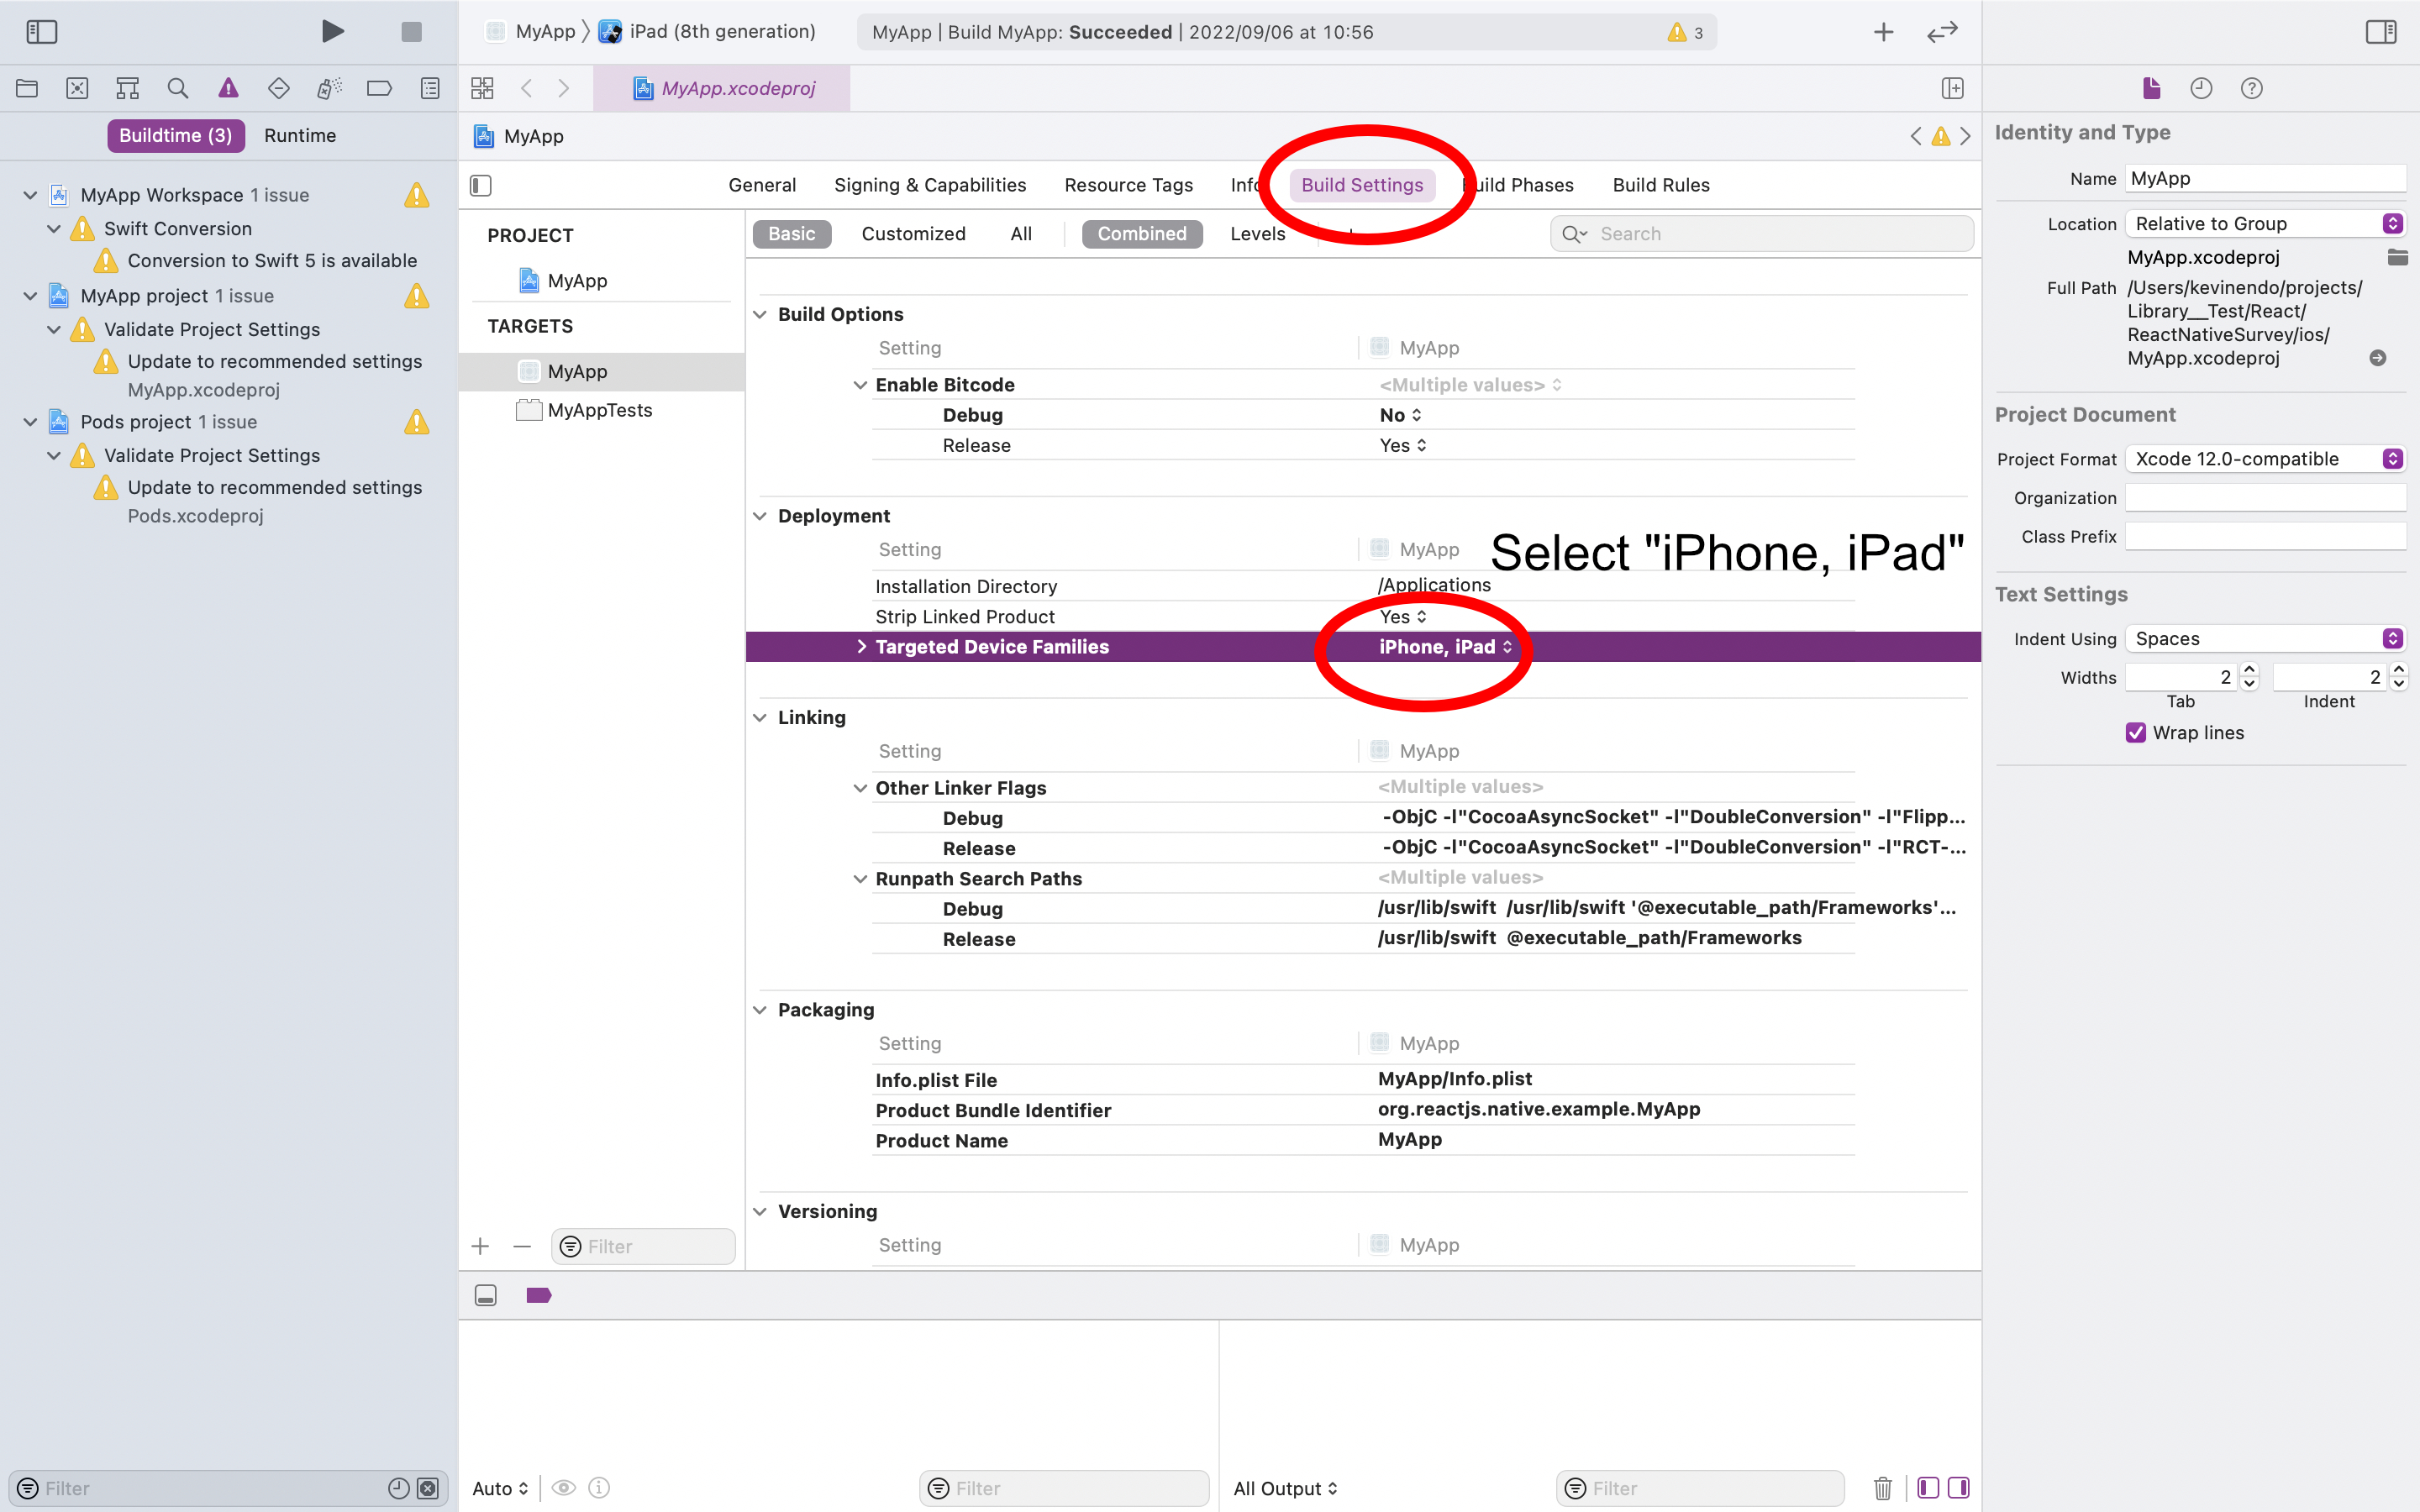 MyApp
iPad (8th generation)
MyApp | Build MyApp: Succeeded | 2022/09/06 at 10:56
3
MyApp.xcodeproj
Buildtime (3)
Runtime
MyApp
MyApp Workspace 1 issue
Swift Conversion
Conversion to Swift 5 is available
MyApp project 1 issue
Validate Project Settings
Update to recommended settings
MyApp.xcodeproj
Pods project 1 issue
Validate Project Settings
Update to recommended settings
Pods.xcodeproj
Filter
General
Signing & Capabilities
Resource Tags
Info
Build Settings
Build Phases
Build Rules
PROJECT
MyApp
TARGETS
MyApp
MyAppTests
Filter
Basic
Customized
All
Combined
Levels
Search
Build Options
Setting MyApp
Enable Bitcode <Multiple values>
Debug No
Release Yes
Deployment
Setting MyApp
Select "iPhone, iPad"
Installation Directory /Applications
Strip Linked Product Yes
Targeted Device Families iPhone, iPad
Linking
Setting MyApp
Other Linker Flags <Multiple values>
Debug -ObjC -l"CocoaAsyncSocket" -l"DoubleConversion" -l"Flipp...
Release -ObjC -l"CocoaAsyncSocket" -l"DoubleConversion" -l"RCT-...
Runpath Search Paths <Multiple values>
Debug /usr/lib/swift /usr/lib/swift '@executable_path/Frameworks'...
Release /usr/lib/swift @executable_path/Frameworks
Packaging
Setting MyApp
Info.plist File MyApp/Info.plist
Product Bundle Identifier org.reactjs.native.example.MyApp
Product Name MyApp
Versioning
Setting MyApp
Auto
Filter
All Output
Filter
Identity and Type
Name MyApp
Location Relative to Group
MyApp.xcodeproj
Full Path /Users/kevinendo/projects/
Library__Test/React/
ReactNativeSurvey/ios/
MyApp.xcodeproj
Project Document
Project Format Xcode 12.0-compatible
Organization
Class Prefix
Text Settings
Indent Using Spaces
Widths 2 2
Tab Indent
Wrap lines